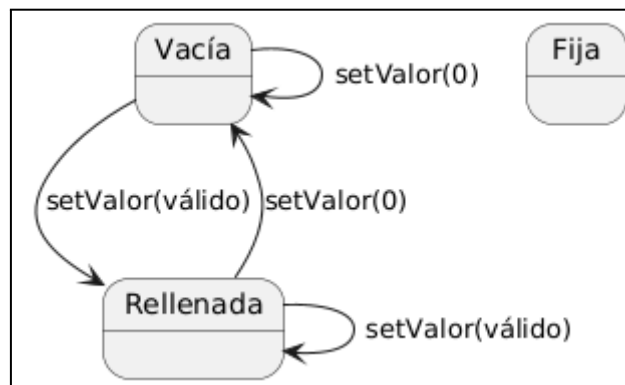 Vacía
Fija
setValor(0)
setValor(válido)
setValor(0)
Rellenada
setValor(válido)